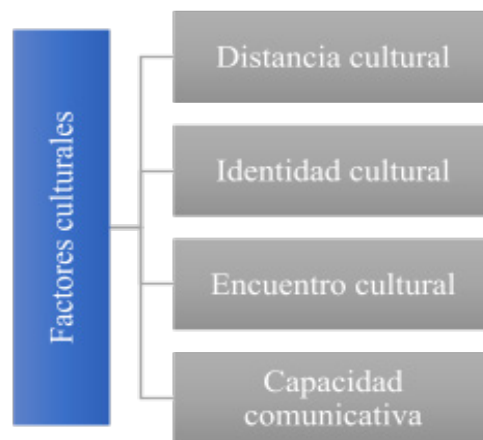 Factores culturales
Distancia cultural
Identidad cultural
Encuentro cultural
Capacidad
comunicativa